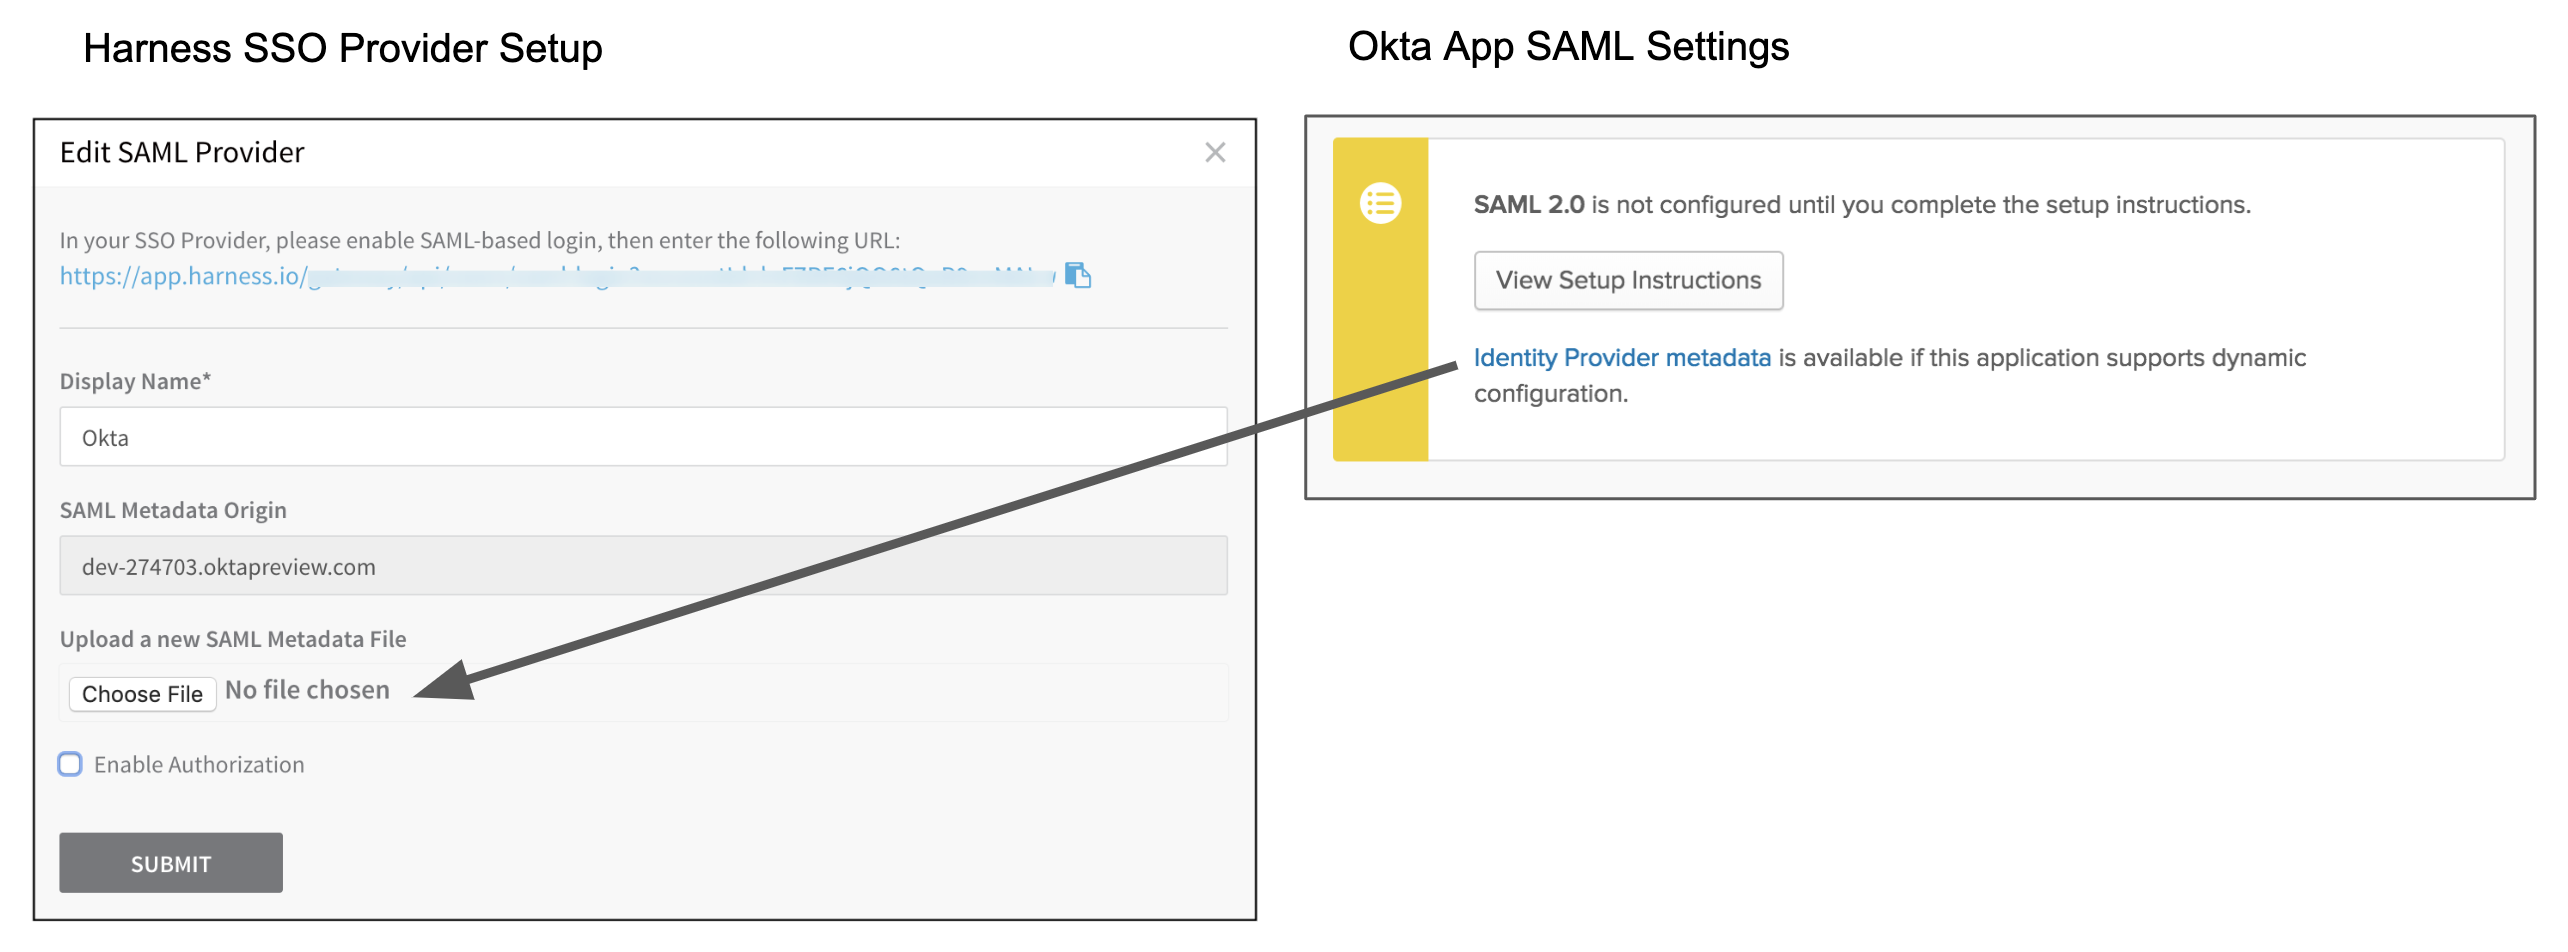 Harness SSO Provider Setup
Okta App SAML Settings
Edit SAML Provider
In your SSO Provider, please enable SAML-based login, then enter the following URL:
https://app.harness.io/
Display Name*
Okta
SAML Metadata Origin
dev-274703.oktapreview.com
Upload a new SAML Metadata File
Choose File No file chosen
Enable Authorization
SUBMIT
SAML 2.0 is not configured until you complete the setup instructions.
View Setup Instructions
Identity Provider metadata is available if this application supports dynamic
configuration.